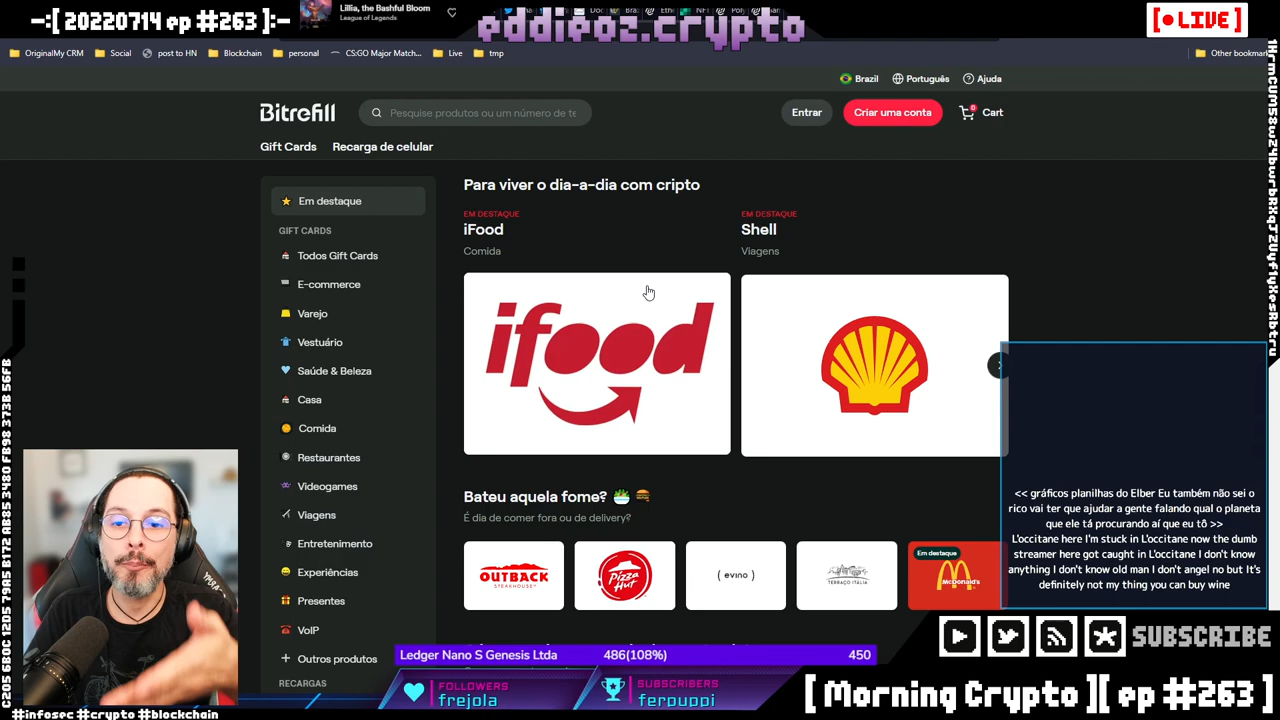 -:[ 20220714 ep #263 ]:-
Lillia, the Bashful Bloom
League of Legends
eddieoz.crypto
[ LIVE ]
OriginalMy CRM
Social
post to HN
Blockchain
personal
CS:GO Major Match...
Live
tmp
Other bookmar
Brazil
Português
Ajuda
Bitrefill
Pesquise produtos ou um número de te
Entrar
Criar uma conta
0
Cart
Gift Cards
Recarga de celular
Em destaque
GIFT CARDS
Todos Gift Cards
E-commerce
Varejo
Vestuário
Saúde & Beleza
Casa
Comida
Restaurantes
Videogames
Viagens
Entretenimento
Experiências
Presentes
VoIP
Outros produtos
RECARGAS
Para viver o dia-a-dia com cripto
EM DESTAQUE
iFood
Comida
ifood
EM DESTAQUE
Shell
Viagens
Bateu aquela fome?
É dia de comer fora ou de delivery?
OUTBACK
STEAKHOUSE
Pizza
Hut
( evino )
TERRAÇO ITÁLIA
Em destaque
McDonald's
<< gráficos planilhas do Elber Eu também não sei o
rico vai ter que ajudar a gente falando qual o planeta
que ele tá procurando aí que eu tô >>
L'occitane here I'm stuck in L'occitane now the dumb
streamer here got caught in L'occitane I don't know
anything I don't know old man I don't angel no but It's
definitely not my thing you can buy wine
SUBSCRIBE
Ledger Nano S Genesis Ltda
486(108%)
450
FOLLOWERS
frejola
SUBSCRIBERS
ferpuppi
[ Morning Crypto ][ ep #263 ]
#infosec #crypto #blockchain